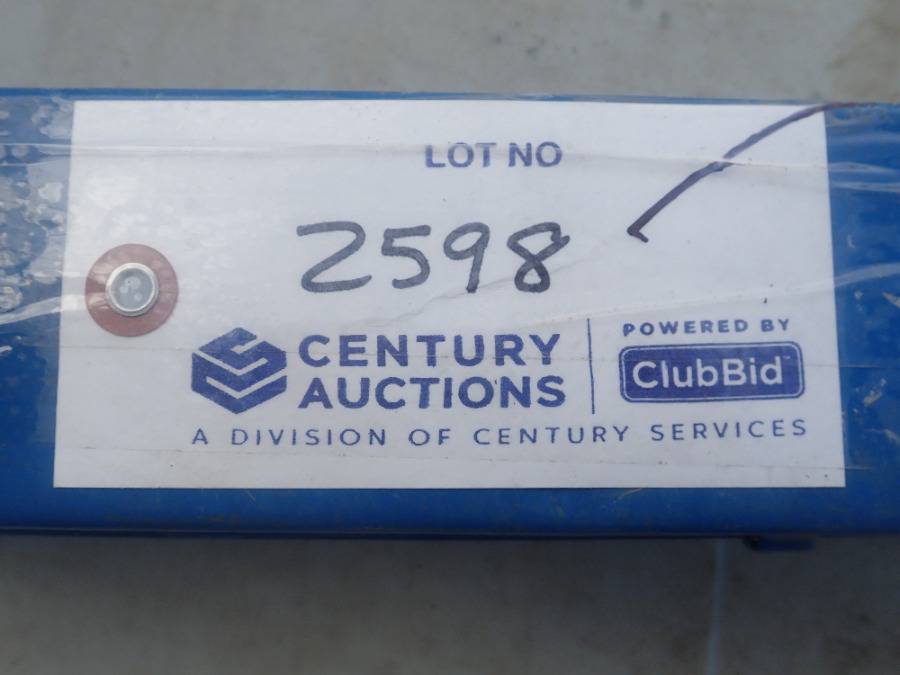 LOT NO
2598
CENTURY
AUCTIONS
POWERED BY
ClubBid
A DIVISION OF CENTURY SERVICES